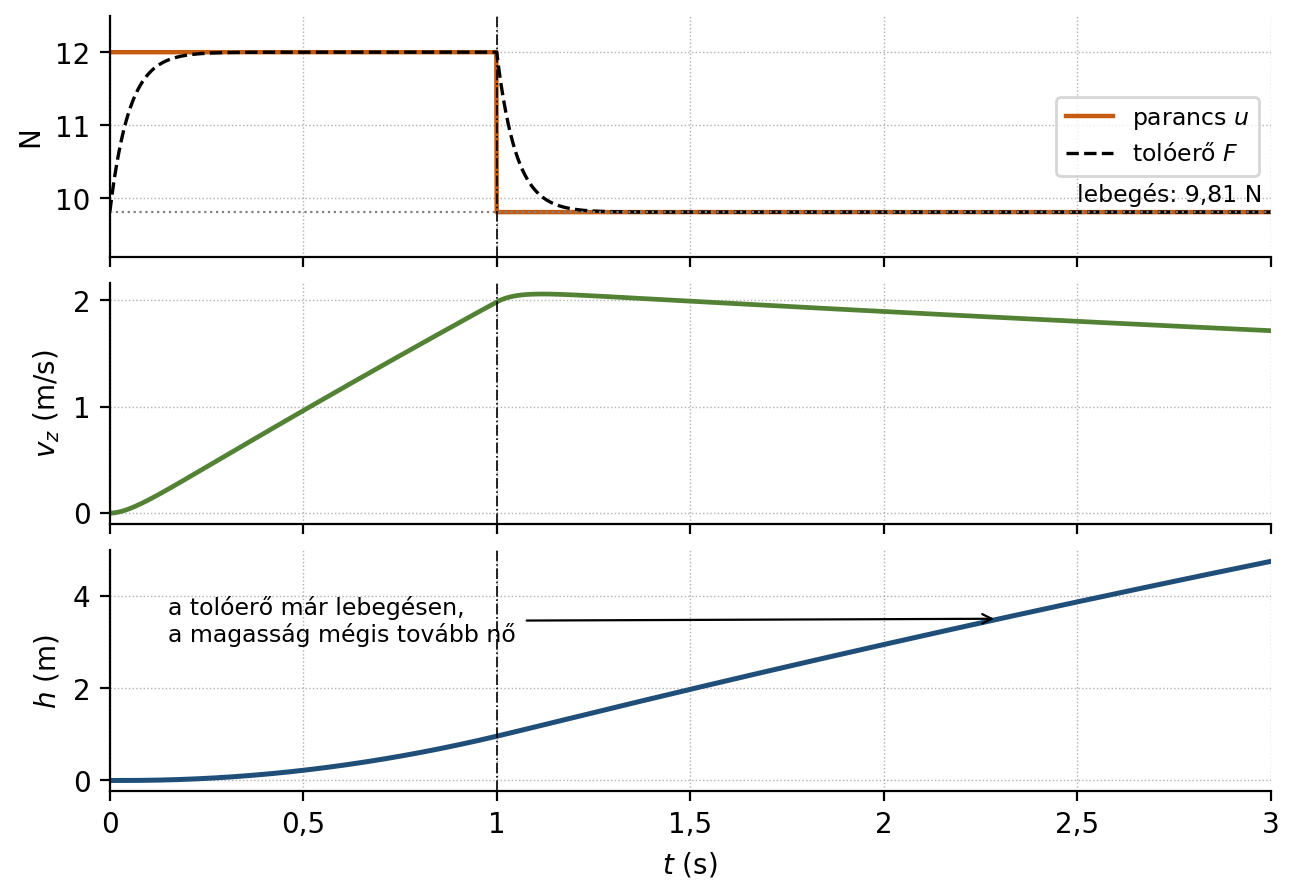 12
11
10
N
parancs u
tolóerő F
lebegés: 9,81 N
2
1
0
v_z (m/s)
4
2
0
h (m)
a tolóerő már lebegésen,
a magasság mégis tovább nő
0
0,5
1
1,5
2
2,5
3
t (s)